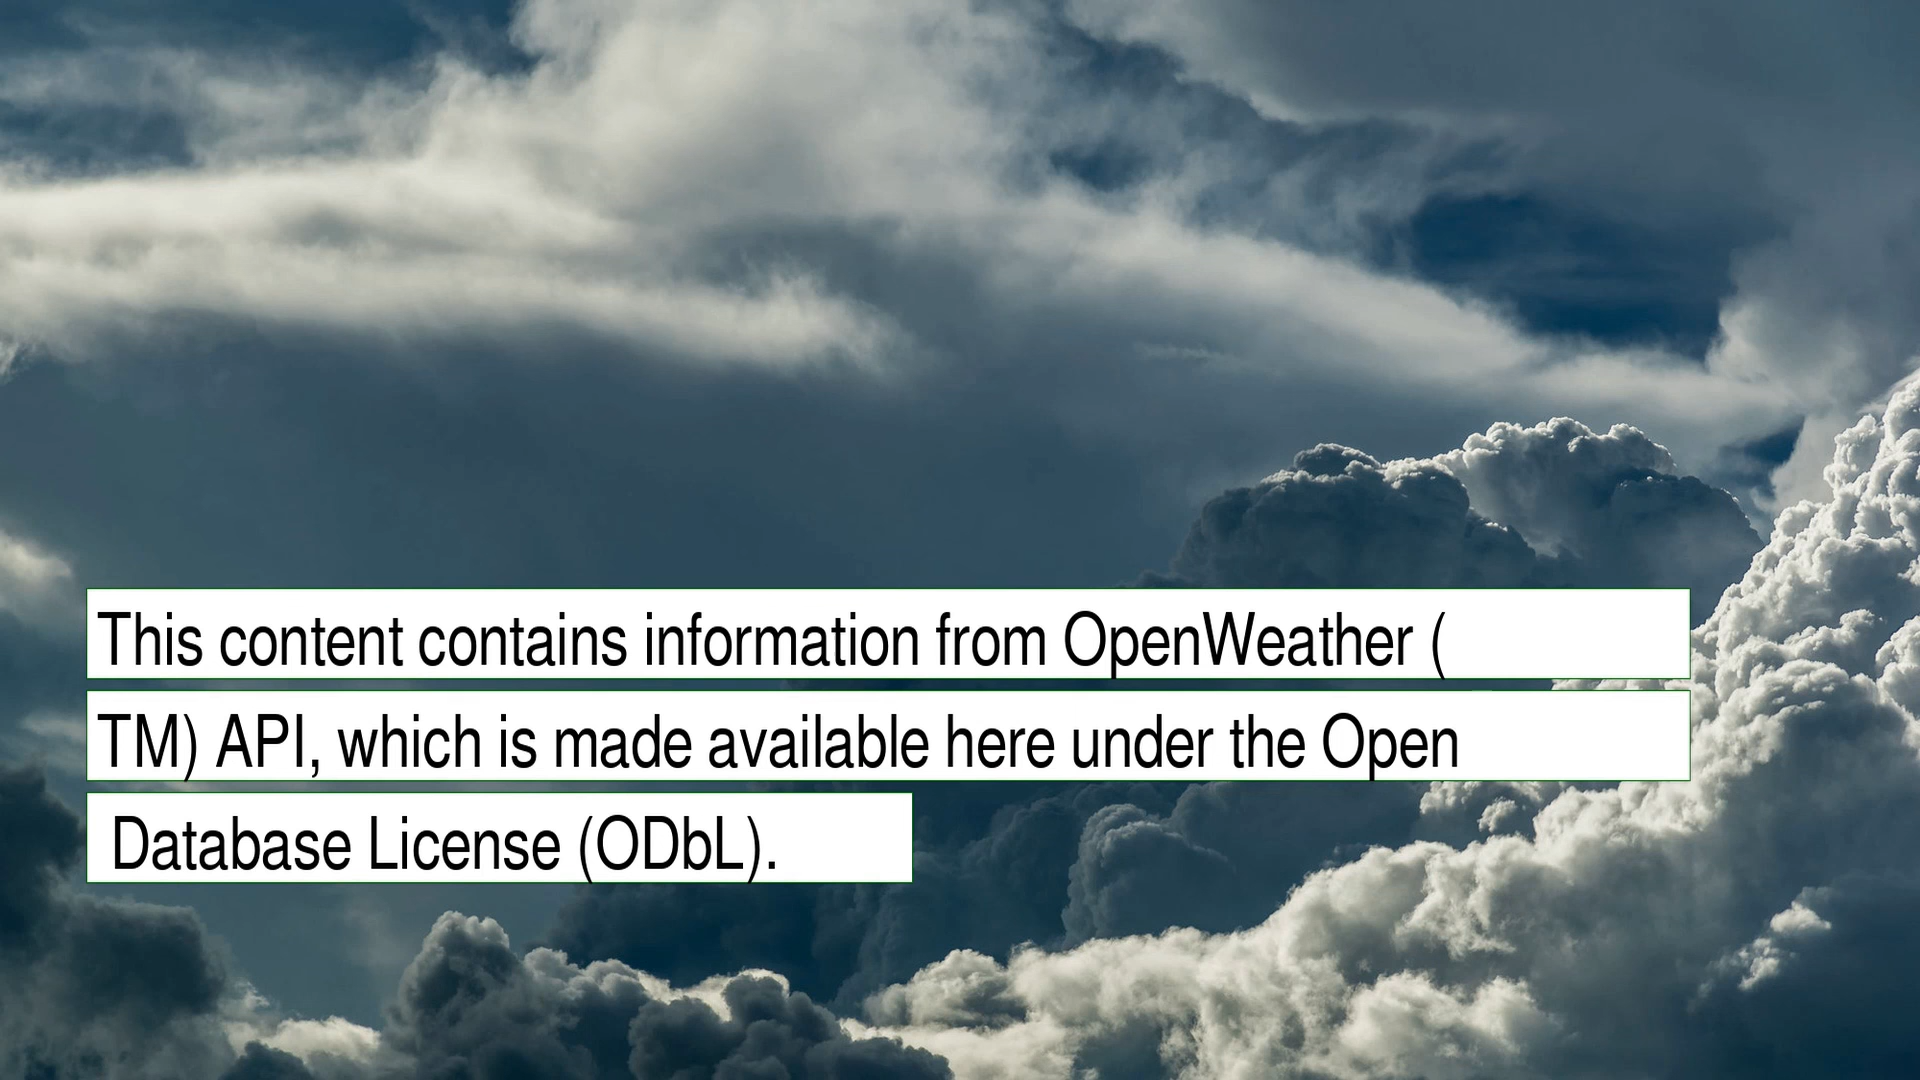 This content contains information from OpenWeather (
TM) API, which is made available here under the Open
Database License (ODbL).